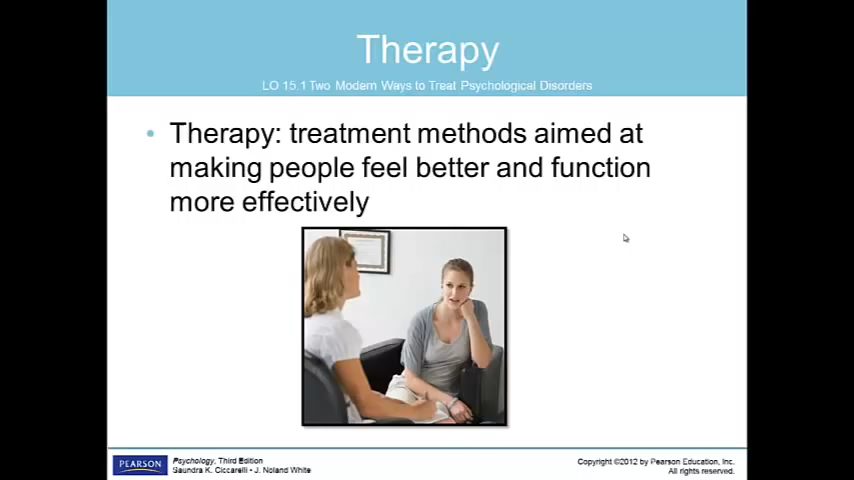 Therapy
LO 15.1 Two Modern Ways to Treat Psychological Disorders
• Therapy: treatment methods aimed at
making people feel better and function
more effectively
PEARSON
Psychology, Third Edition
Saundra K. Ciccarelli • J. Noland White
Copyright ©2012 by Pearson Education, Inc.
All rights reserved.